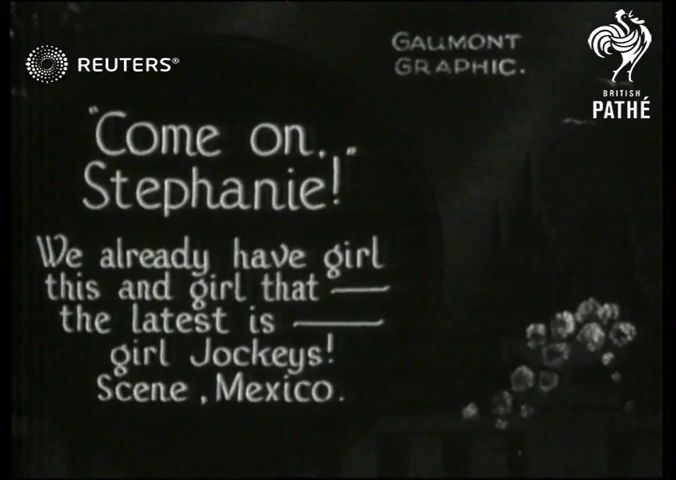 REUTERS®
GAUMONT
GRAPHIC.
BRITISH
PATHÉ
"Come on..„
Stephanie!
We already have girl
this and girl that —
the latest is —
girl Jockeys!
Scene, Mexico.